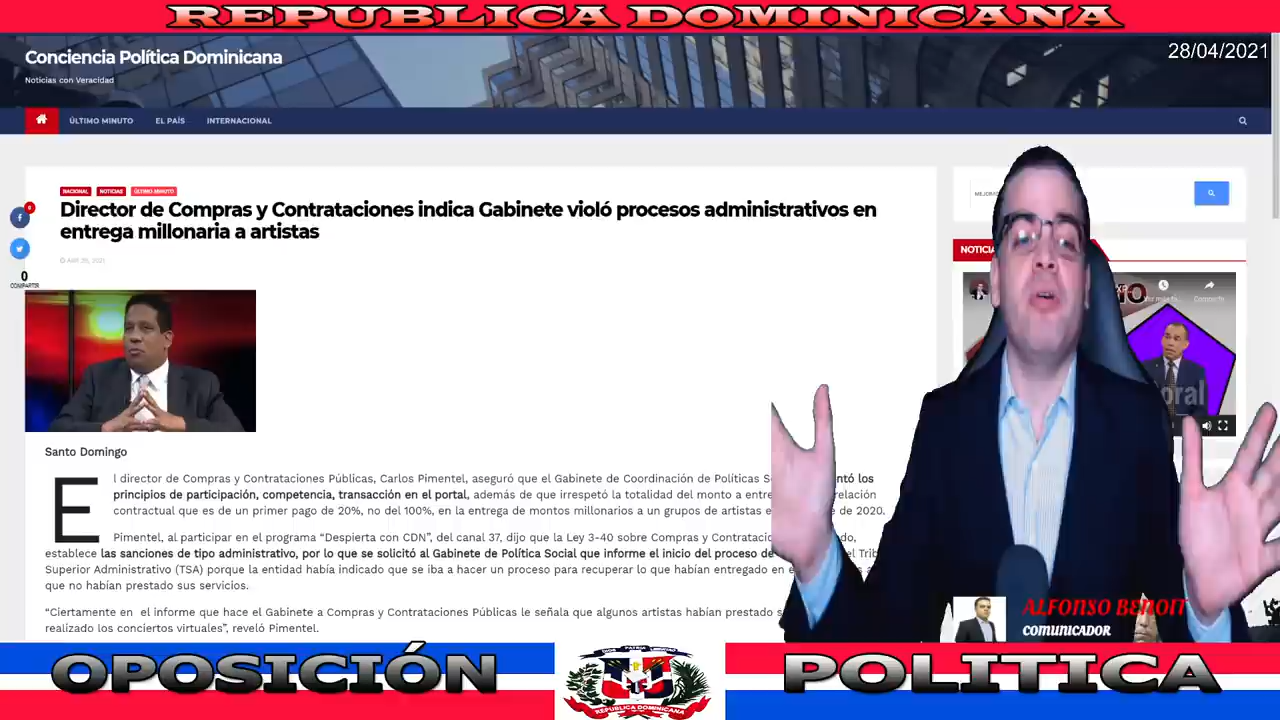 REPUBLICA DOMINICANA
Conciencia Política Dominicana
Noticias con Veracidad
28/04/2021
ÚLTIMO MINUTO EL PAÍS INTERNACIONAL
NACIONAL NOTICIAS ÚLTIMO MINUTO
Director de Compras y Contrataciones indica Gabinete violó procesos administrativos en
entrega millonaria a artistas
0
COMPARTIR
Santo Domingo
El director de Compras y Contrataciones Públicas, Carlos Pimentel, aseguró que el Gabinete de Coordinación de Políticas
principios de participación, competencia, transacción en el portal, además de que irrespetó la totalidad del monto a
contractual que es de un primer pago de 20%, no del 100%, en la entrega de montos millonarios a un grupos de artistas de 2020.
Pimentel, al participar en el programa “Despierta con CDN”, del canal 37, dijo que la Ley 3-40 sobre Compras y
establece las sanciones de tipo administrativo, por lo que se solicitó al Gabinete de Política Social que informe el inicio del proceso de
Superior Administrativo (TSA) porque la entidad había indicado que se iba a hacer un proceso para recuperar lo que habían entregado en
que no habían prestado sus servicios.
“Ciertamente en el informe que hace el Gabinete a Compras y Contrataciones Públicas le señala que algunos artistas habían prestado
realizado los conciertos virtuales”, reveló Pimentel.
ALFONSO BENOIT
COMUNICADOR
OPOSICIÓN
REPÚBLICA DOMINICANA
POLITICA